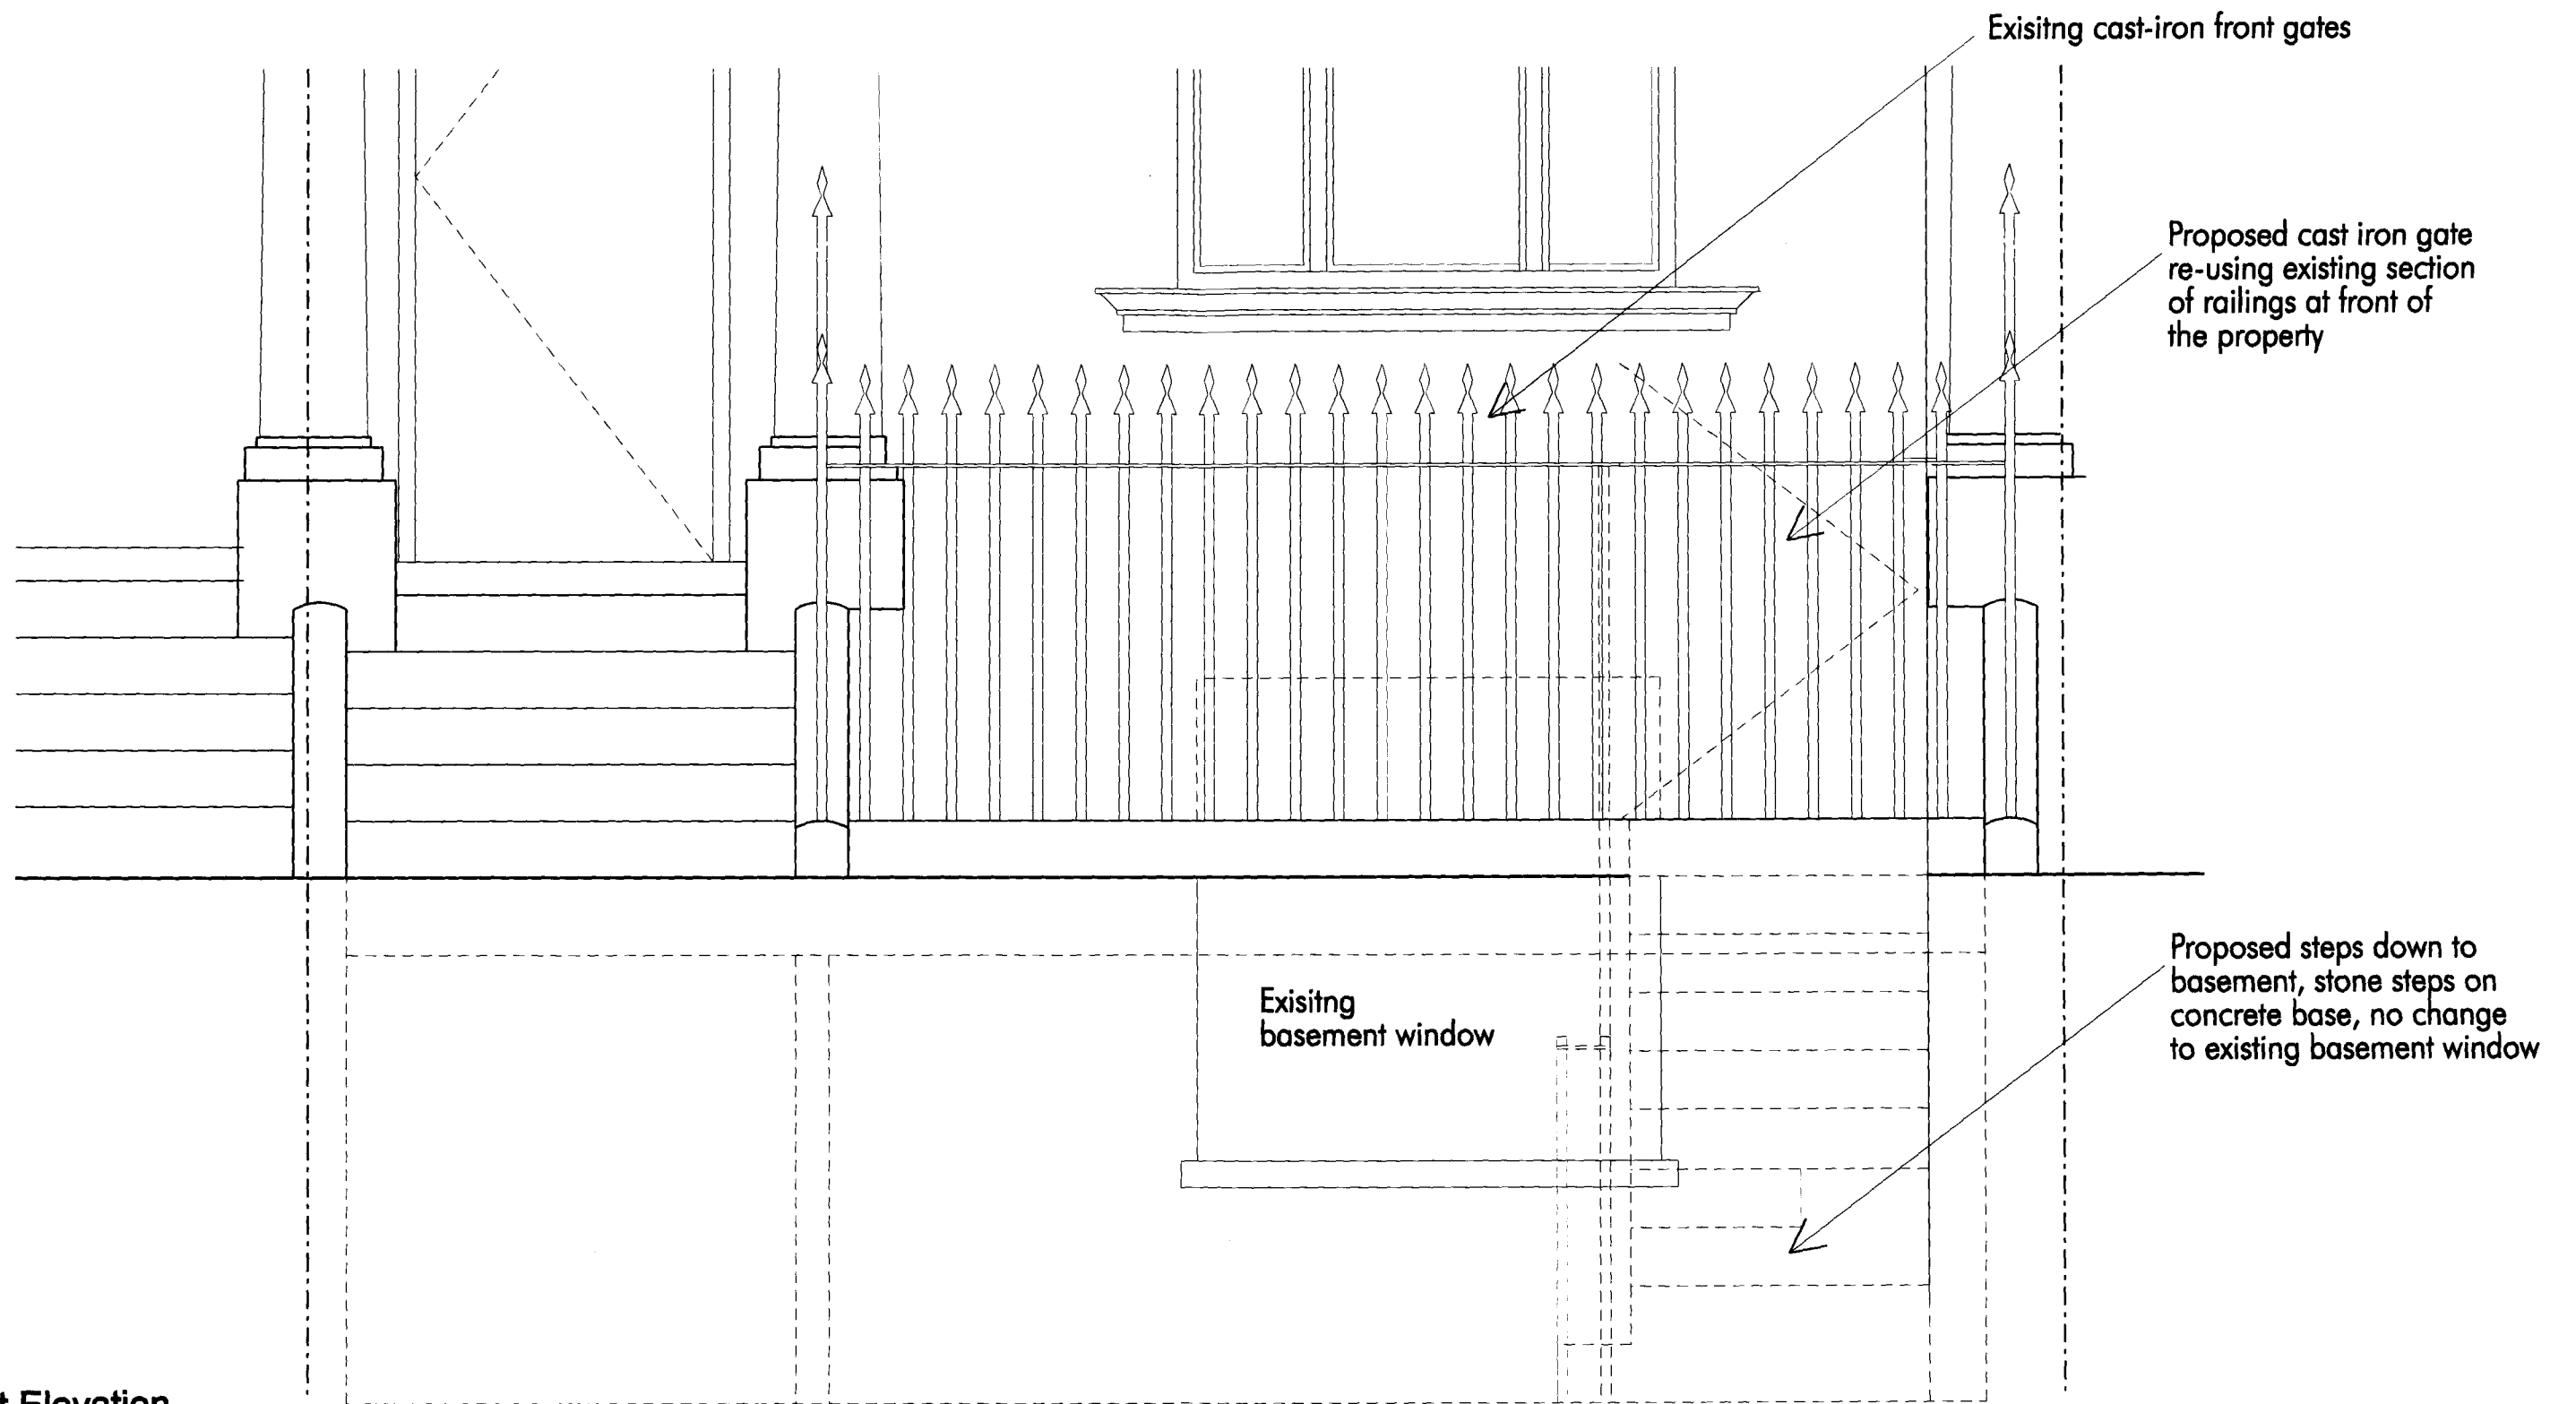 Exisitng cast-iron front gates
Proposed cast iron gate
re-using existing section
of railings at front of
the property
Exisitng
basement window
Proposed steps down to
basement, stone steps on
concrete base, no change
to existing basement window
t Elevation